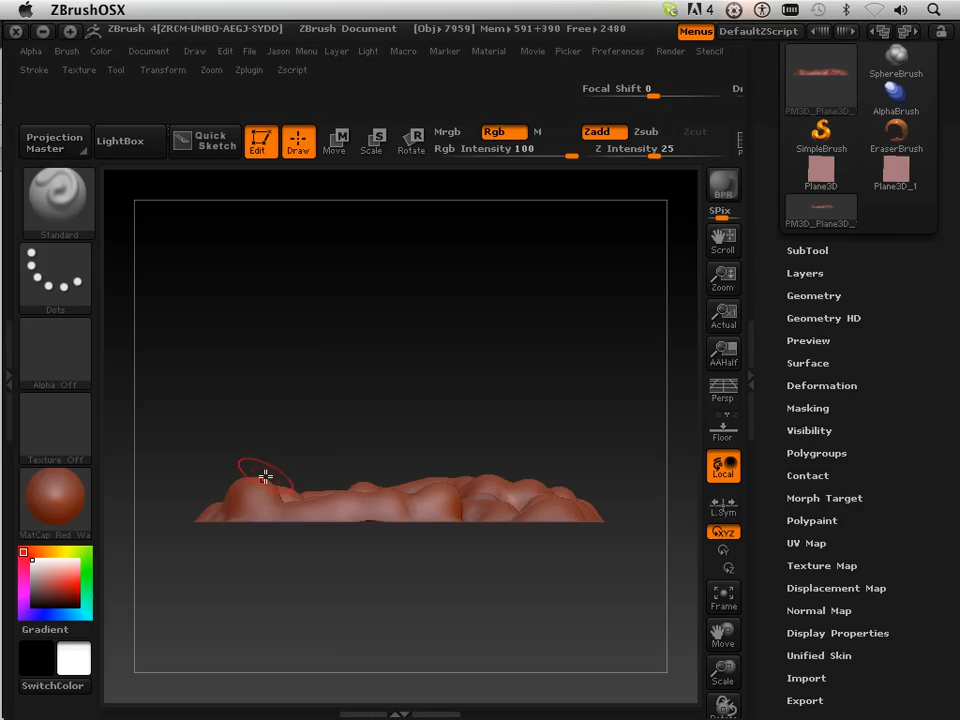 ZBrushOSX
4
ZBrush 4[ZRCM-UMBO-AEGJ-SYDD] ZBrush Document [Obj▸7959] Mem▸591+390 Free▸2480 Menus DefaultZScript
Alpha Brush Color Document Draw Edit File Jason Menu Layer Light Macro Marker Material Movie Picker Preferences Render Stencil
Stroke Texture Tool Transform Zoom Zplugin Zscript
Focal Shift 0
Projection Master
LightBox
Quick Sketch
Edit
Draw
Move
Scale
Rotate
Mrgb Rgb M Zadd Zsub Zcut
Rgb Intensity 100 Z Intensity 25
Standard
Dots
Alpha Off
Texture Off
MatCap Red Wa
Gradient
SwitchColor
BPR
SPix
Scroll
Zoom
Actual
AAHalf
Persp
Floor
Local
L.Sym
XYZ
Y
Z
Frame
Move
Scale
SphereBrush
PM3D_Plane3D_
AlphaBrush
SimpleBrush EraserBrush
Plane3D Plane3D_1
PM3D_Plane3D_
SubTool
Layers
Geometry
Geometry HD
Preview
Surface
Deformation
Masking
Visibility
Polygroups
Contact
Morph Target
Polypaint
UV Map
Texture Map
Displacement Map
Normal Map
Display Properties
Unified Skin
Import
Export